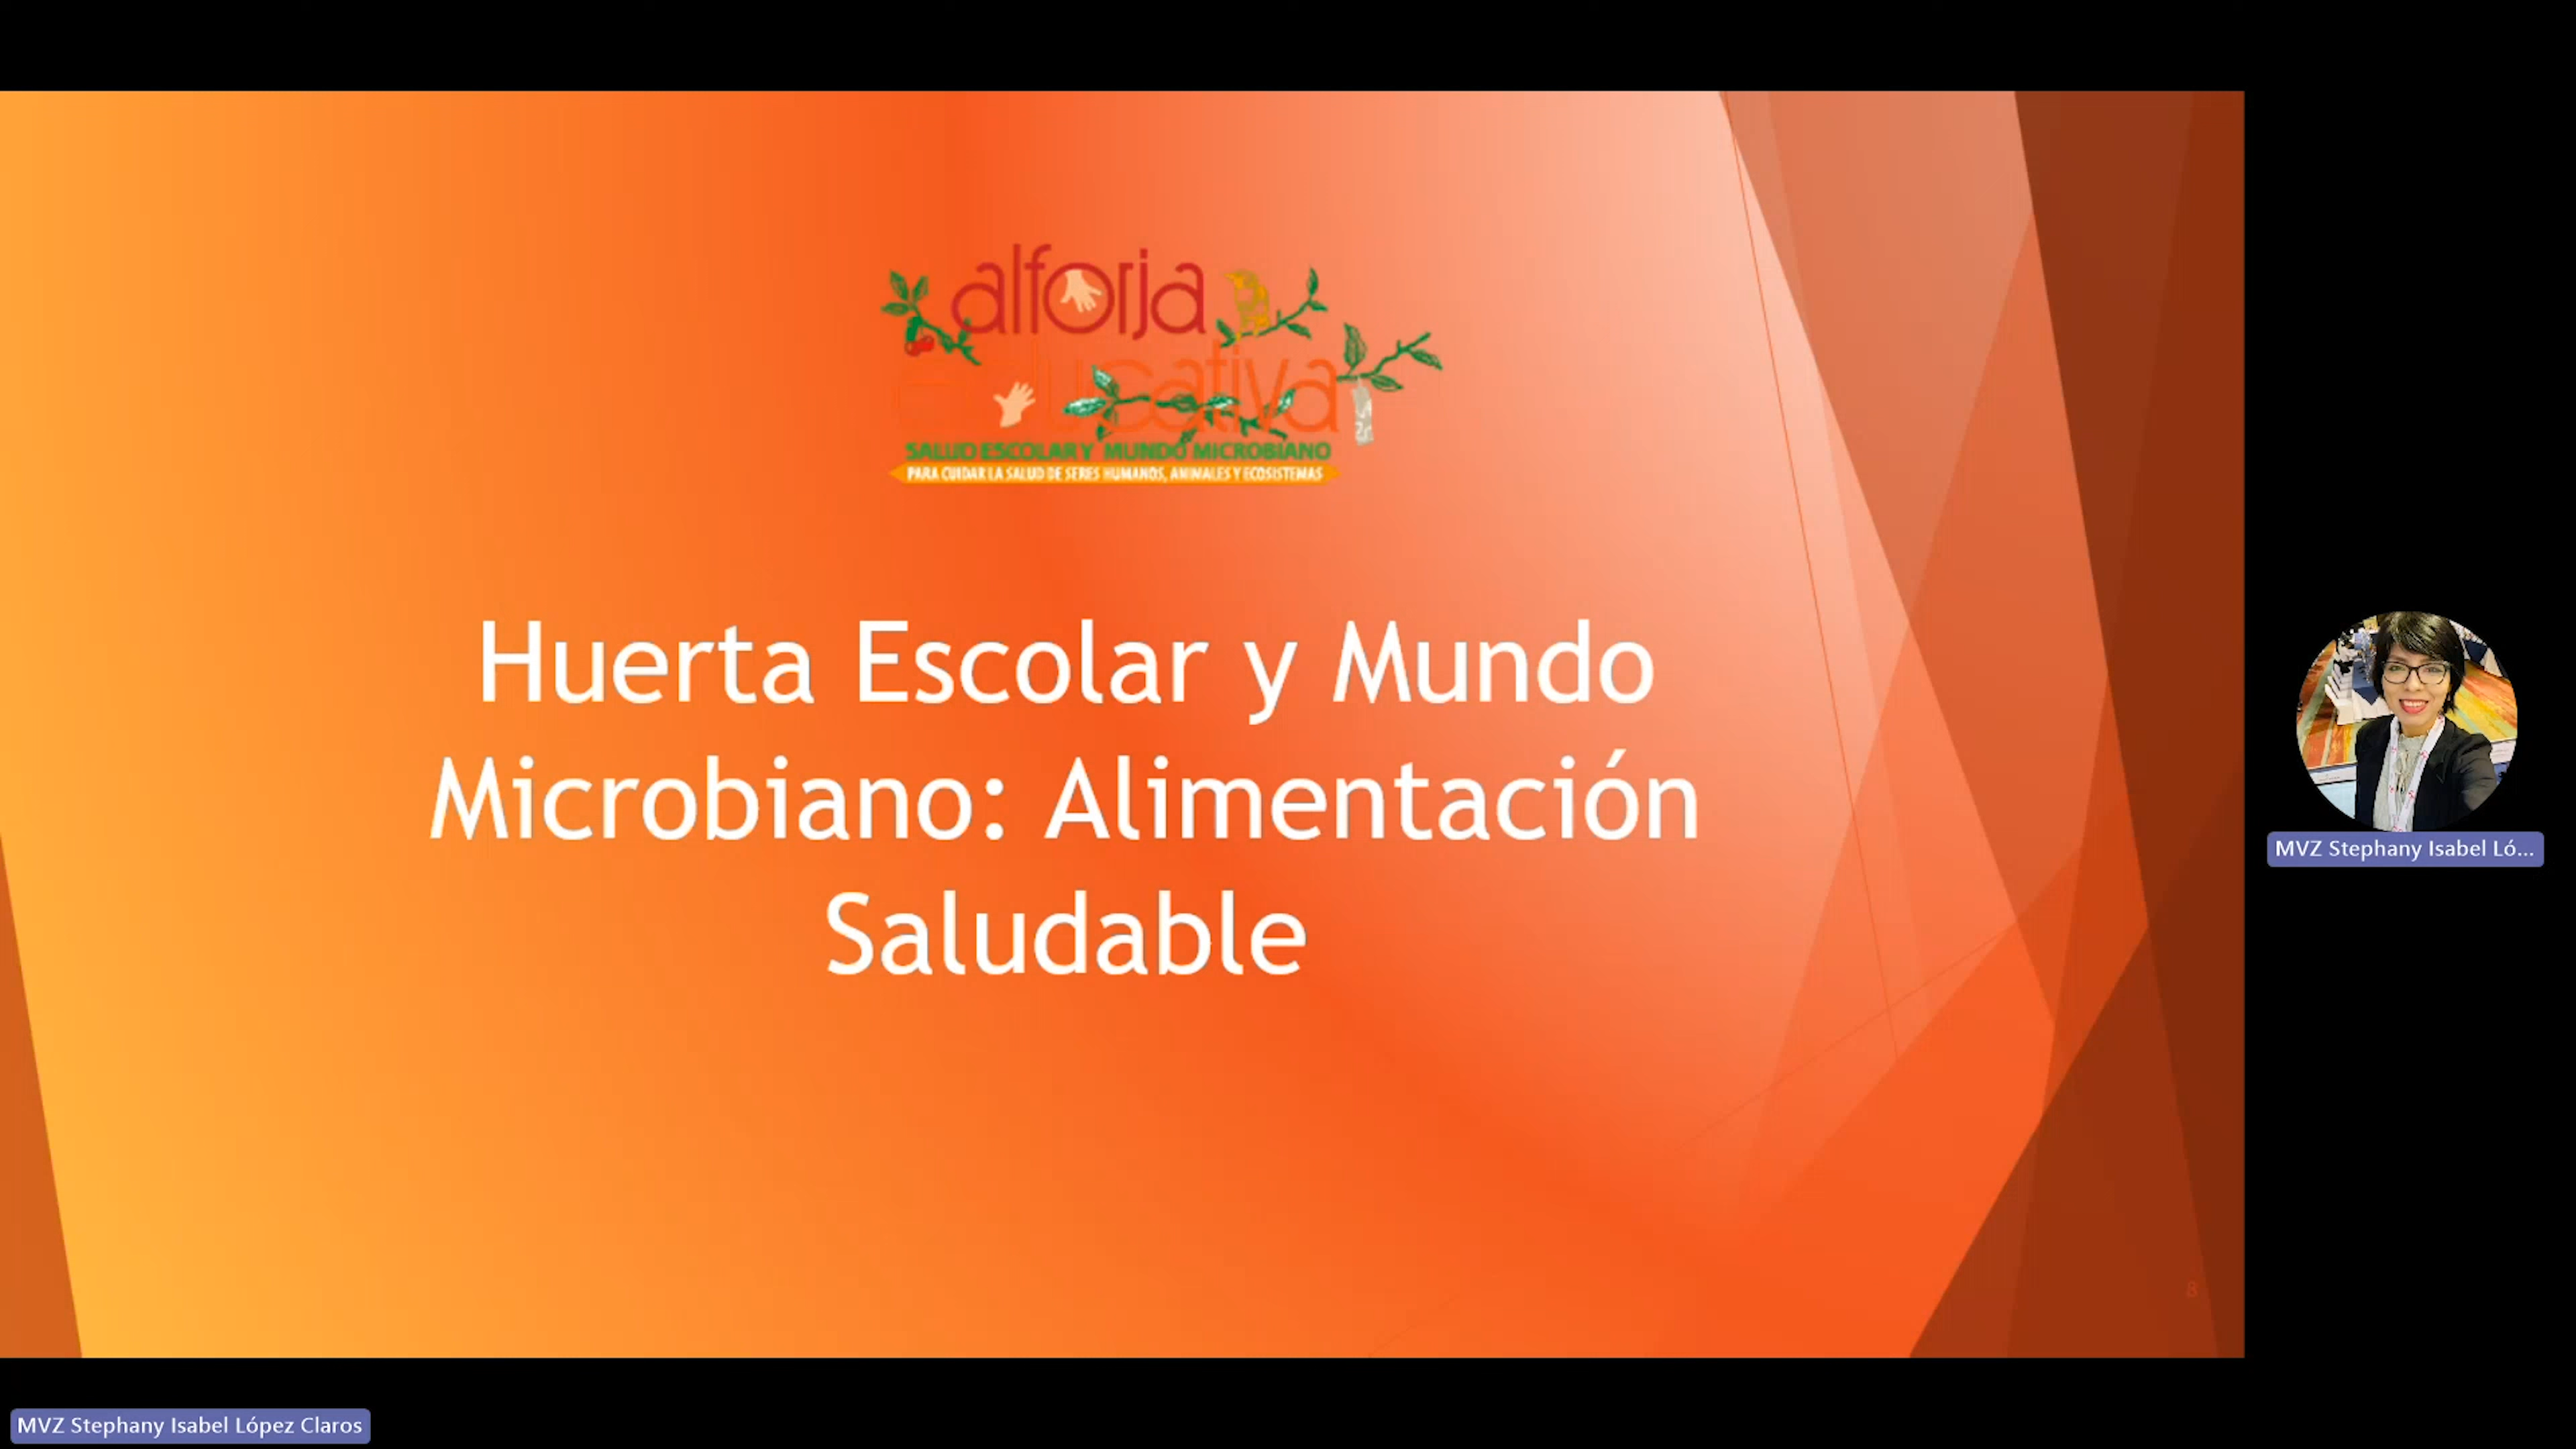 alforja
educativa
SALUD ESCOLAR Y MUNDO MICROBIANO
PARA CUIDAR LA SALUD DE SERES HUMANOS, ANIMALES Y ECOSISTEMAS
Huerta Escolar y Mundo
Microbiano: Alimentación
Saludable
MVZ Stephany Isabel Ló...
8
MVZ Stephany Isabel López Claros